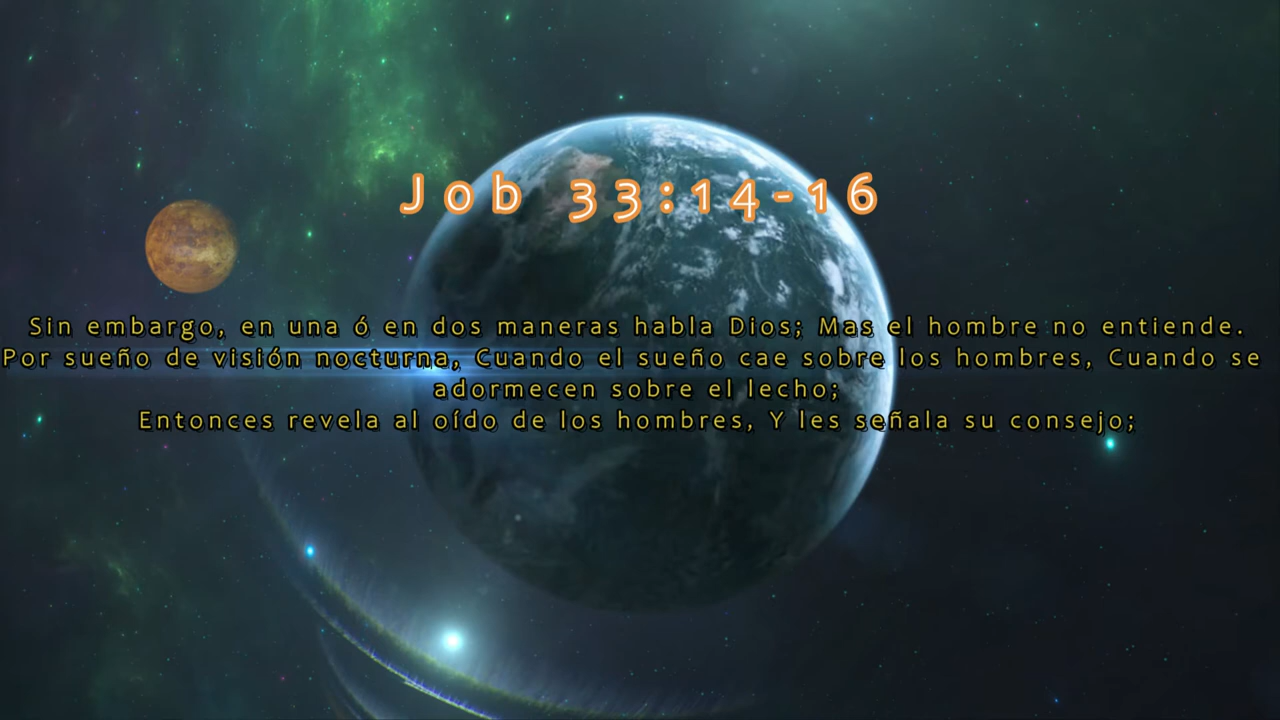 Job 33:14-16
Sin embargo, en una ó en dos maneras habla Dios; Mas el hombre no entiende.
Por sueño de visión nocturna, Cuando el sueño cae sobre los hombres, Cuando se
adormecen sobre el lecho;
Entonces revela al oído de los hombres, Y les señala su consejo;